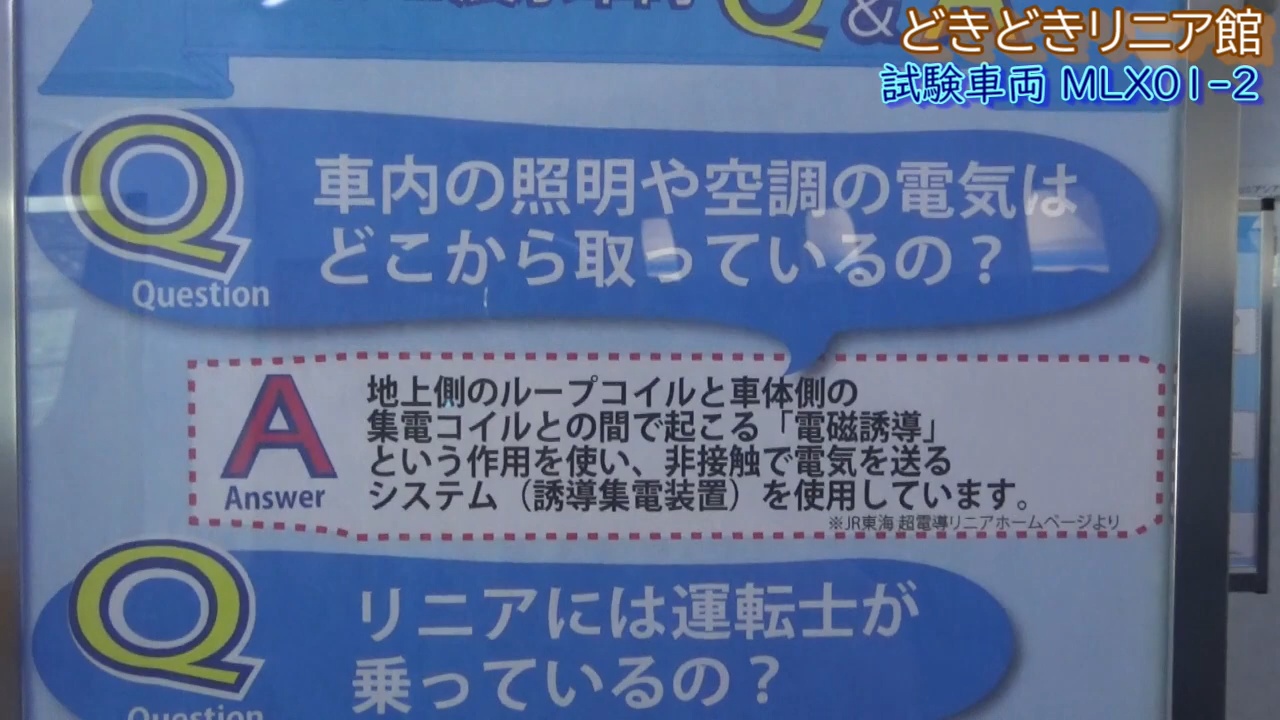 Q &
どきどきリニア館
試験車両 MLX01-2
Q
Question
車内の照明や空調の電気は
どこから取っているの？
A
Answer
地上側のループコイルと車体側の
集電コイルとの間で起こる「電磁誘導」
という作用を使い、非接触で電気を送る
システム（誘導集電装置）を使用しています。
※JR東海 超電導リニアホームページより
Q
Question
リニアには運転士が
乗っているの？